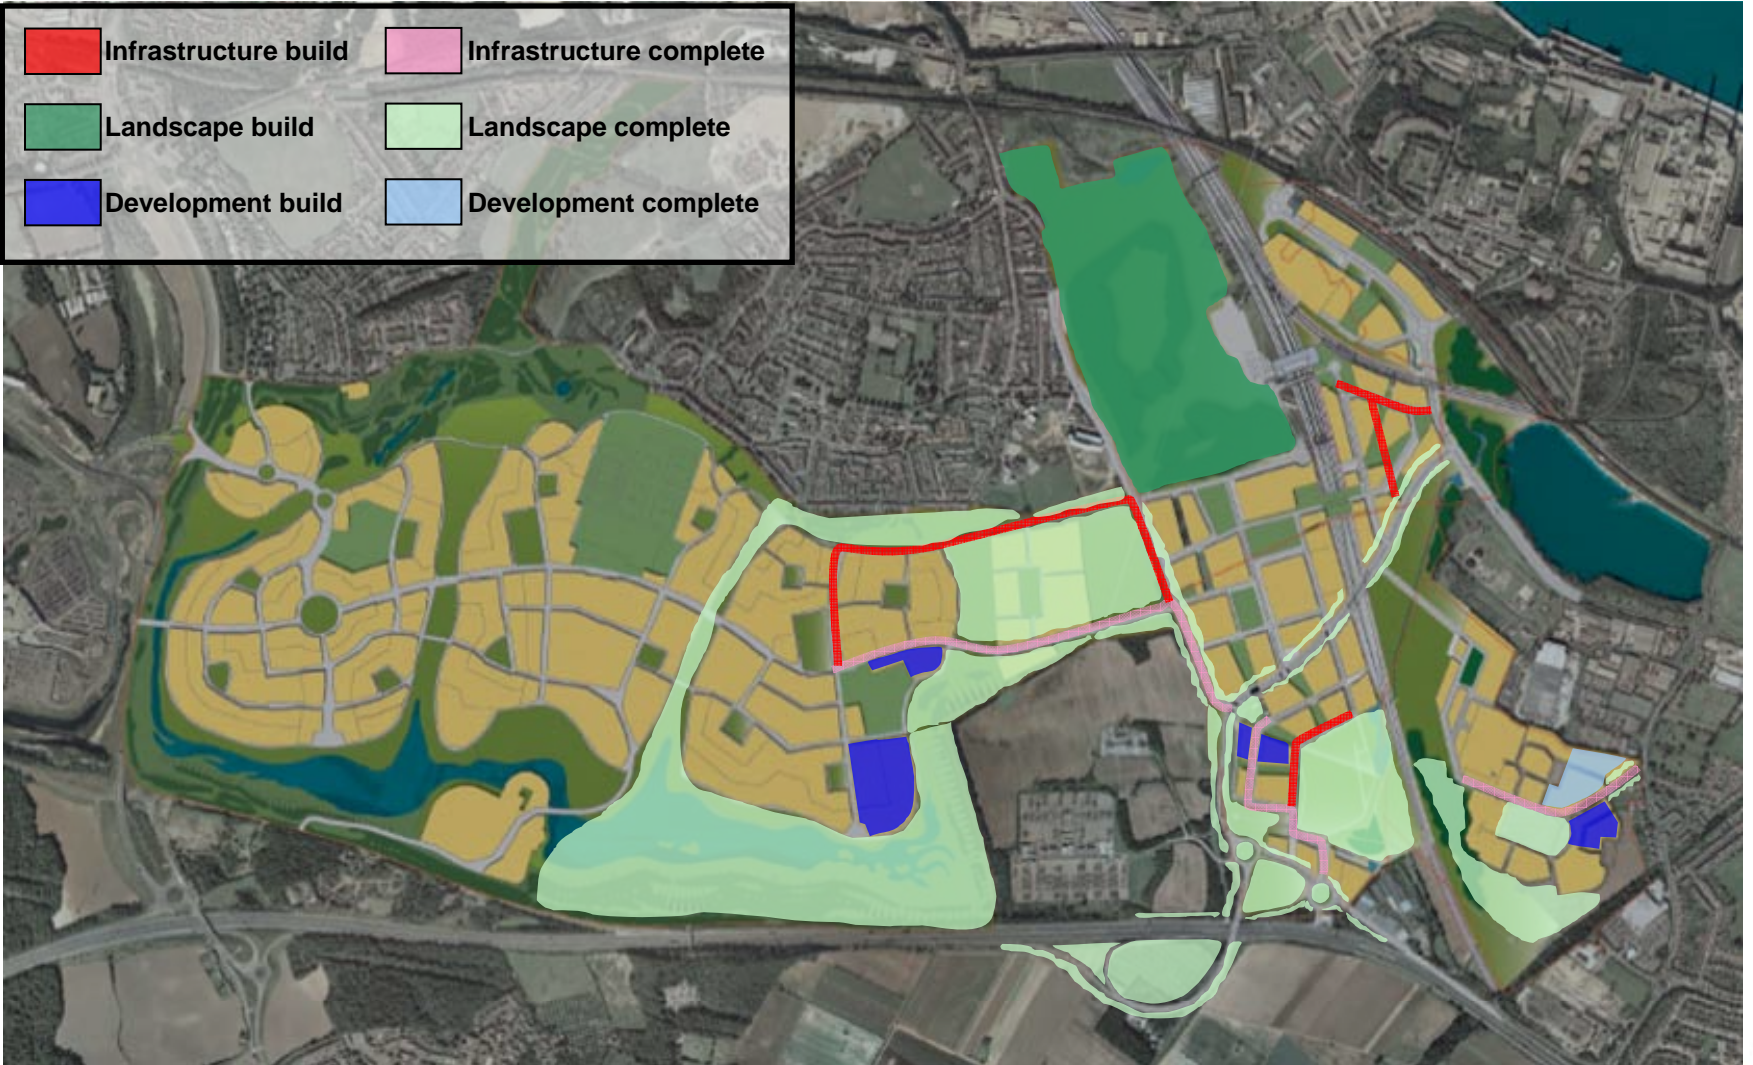 Infrastructure build
Infrastructure complete
Landscape build
Landscape complete
Development build
Development complete